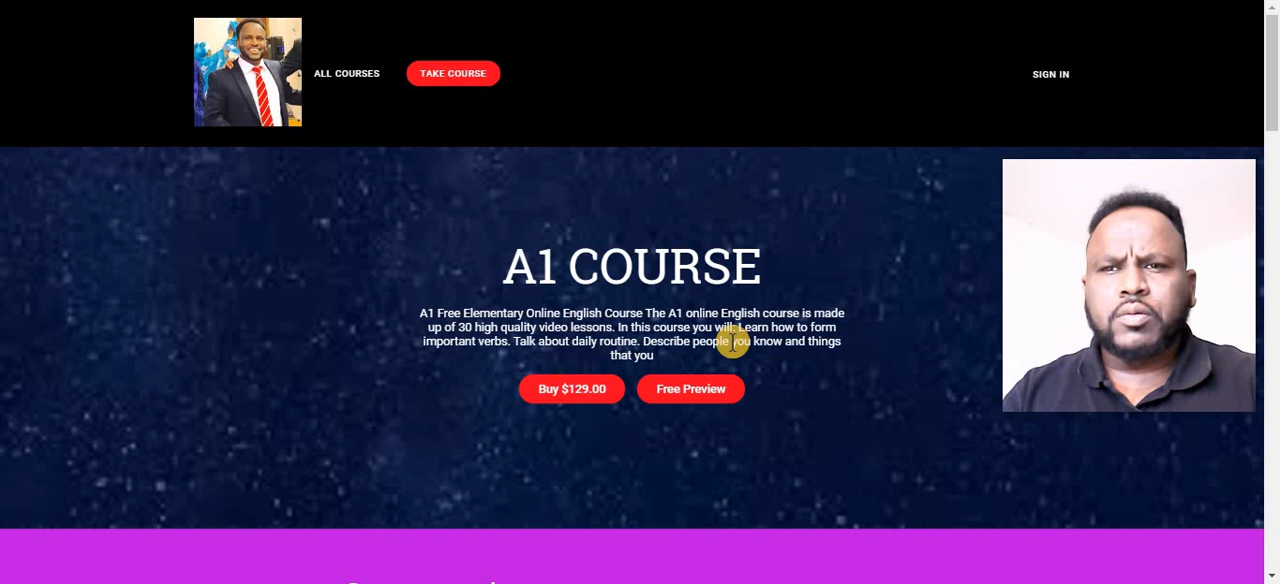 ALL COURSES
TAKE COURSE
SIGN IN
A1 COURSE
A1 Free Elementary Online English Course The A1 online English course is made
up of 30 high quality video lessons. In this course you will: Learn how to form
important verbs. Talk about daily routine. Describe people you know and things
that you
Buy $129.00
Free Preview